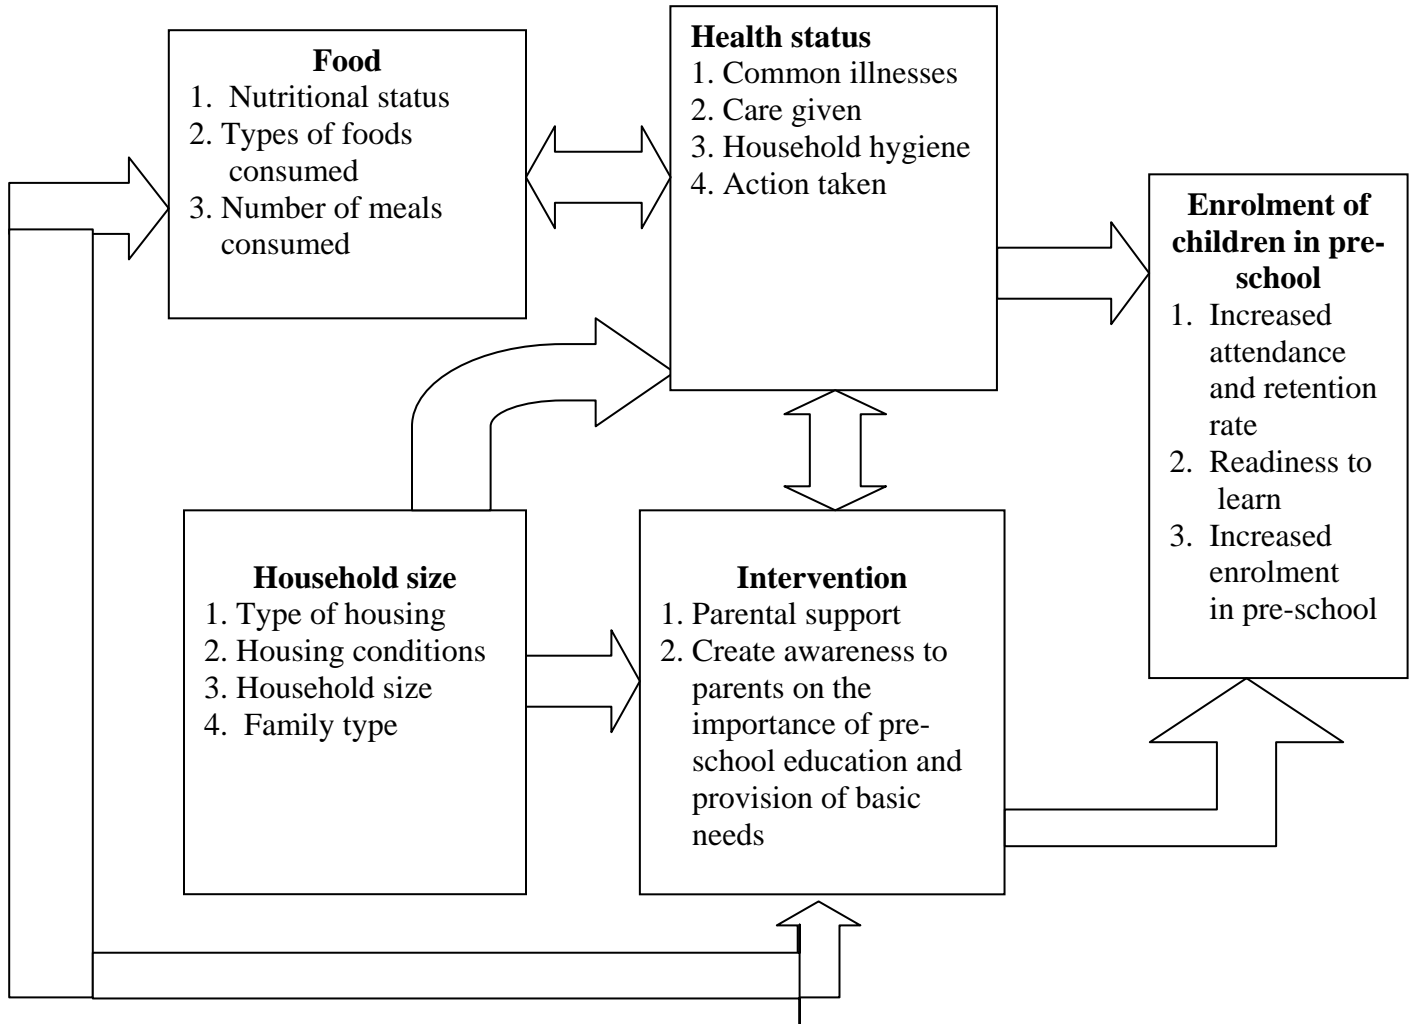 Food
1. Nutritional status
2. Types of foods
consumed
3. Number of meals
consumed
Health status
1. Common illnesses
2. Care given
3. Household hygiene
4. Action taken
Enrolment of
children in pre-
school
1. Increased
attendance
and retention
rate
2. Readiness to
learn
3. Increased
enrolment
in pre-school
Household size
1. Type of housing
2. Housing conditions
3. Household size
4. Family type
Intervention
1. Parental support
2. Create awareness to
parents on the
importance of pre-
school education and
provision of basic
needs